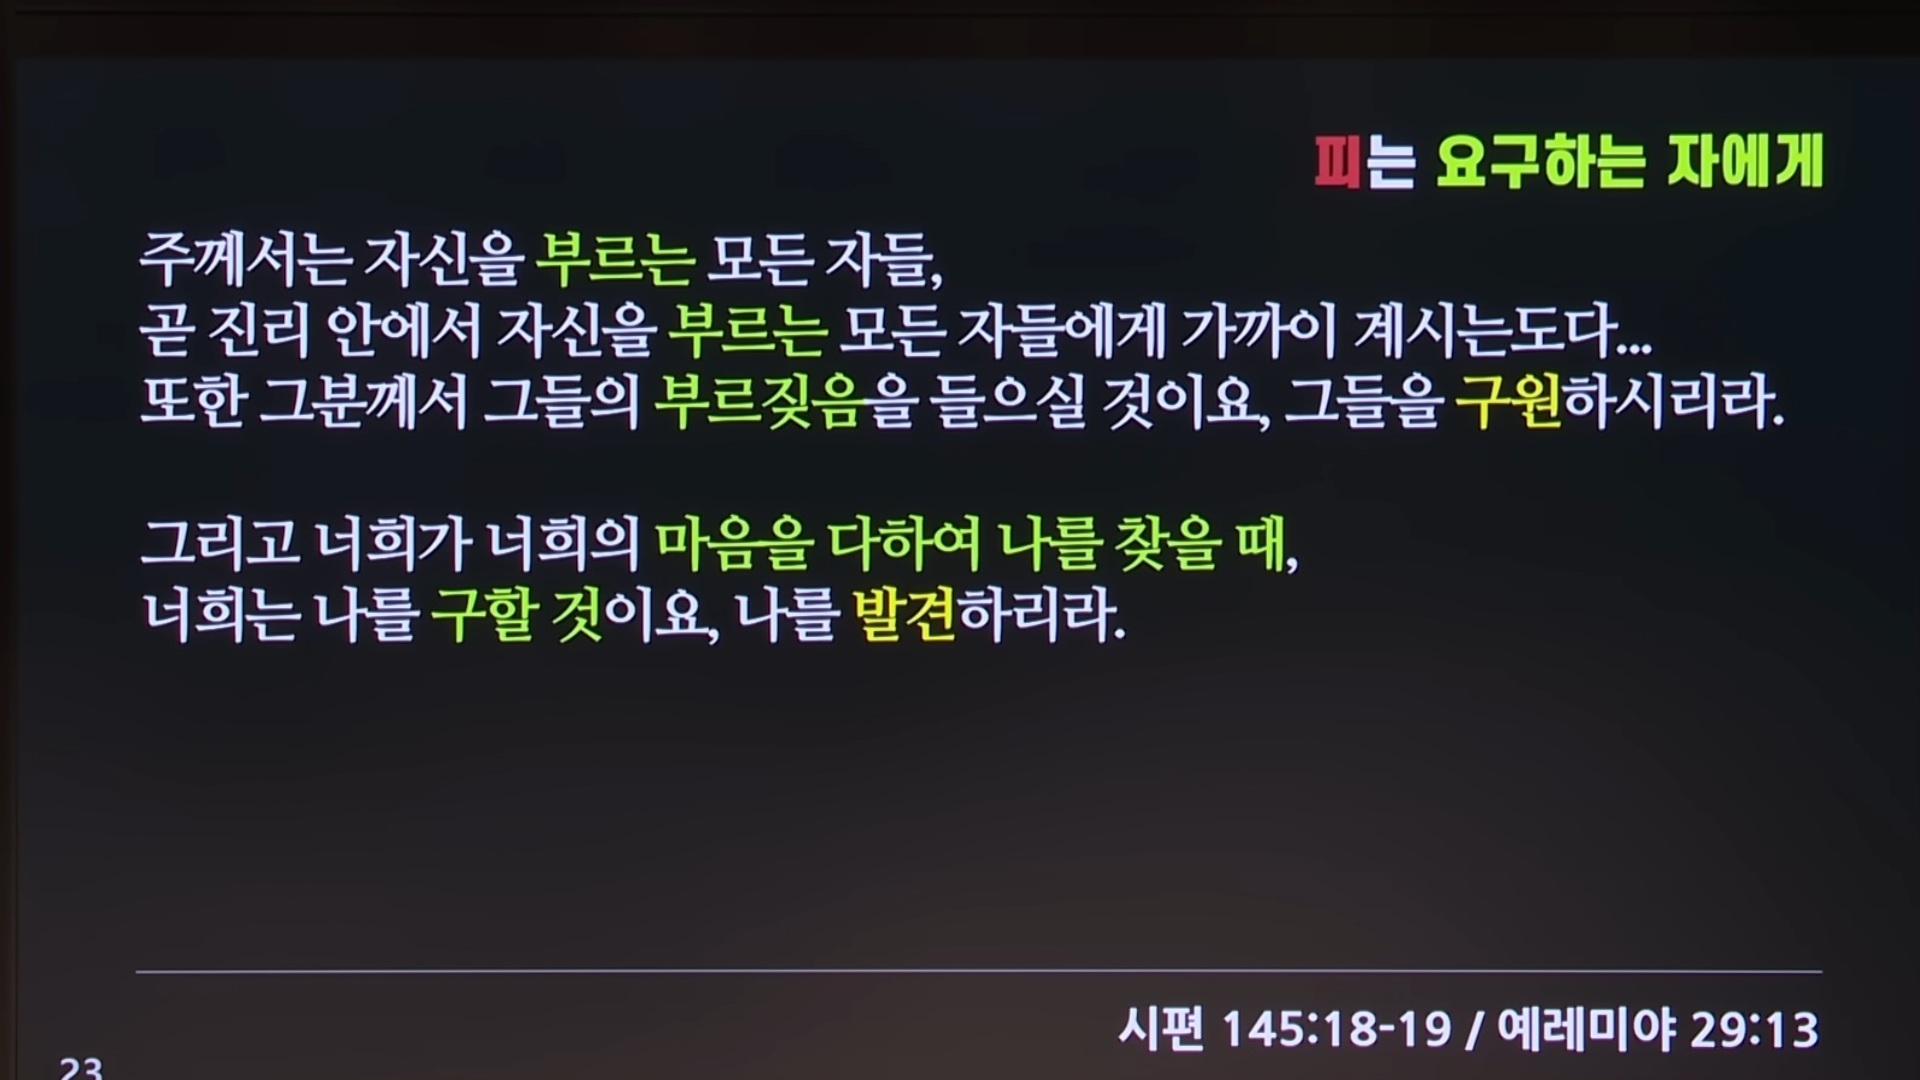 피는 요구하는 자에게
주께서는 자신을 부르는 모든 자들,
곧 진리 안에서 자신을 부르는 모든 자들에게 가까이 계시는도다...
또한 그분께서 그들의 부르짖음을 들으실 것이요, 그들을 구원하시리라.
그리고 너희가 너희의 마음을 다하여 나를 찾을 때,
너희는 나를 구할 것이요, 나를 발견하리라.
시편 145:18-19 / 예레미야 29:13
23